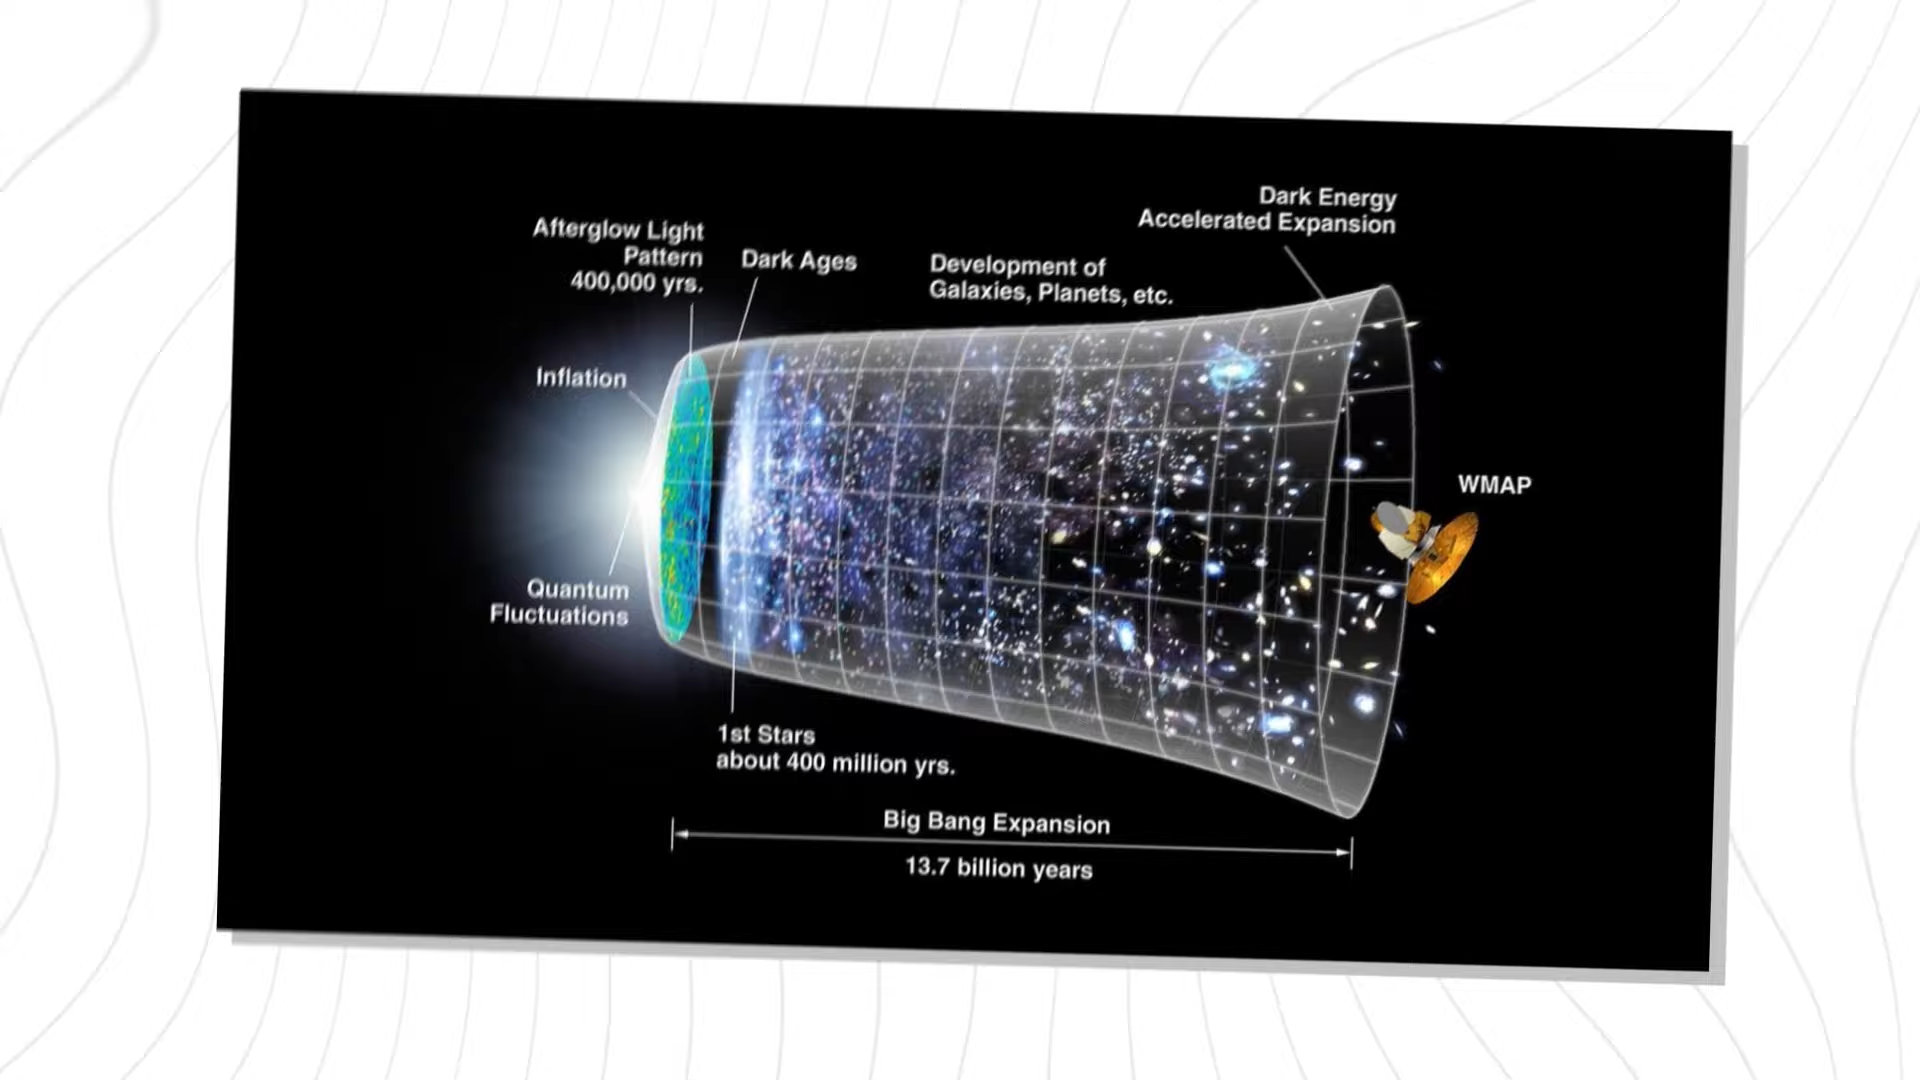 Dark Energy
Accelerated Expansion
Afterglow Light
Pattern
400,000 yrs.
Dark Ages
Development of
Galaxies, Planets, etc.
Inflation
WMAP
Quantum
Fluctuations
1st Stars
about 400 million yrs.
Big Bang Expansion
13.7 billion years